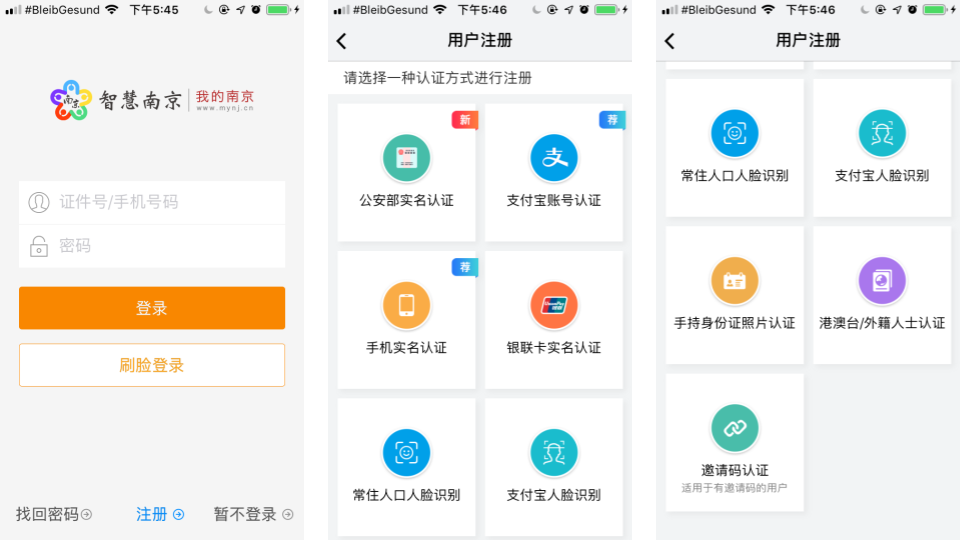 #BleibGesund
下午5:45
南京
智慧南京
我的南京
www.mynj.cn
证件号/手机号码
密码
登录
刷脸登录
找回密码
注册
暂不登录
#BleibGesund
下午5:46
用户注册
请选择一种认证方式进行注册
新
公安部实名认证
荐
支付宝账号认证
荐
手机实名认证
银联卡实名认证
常住人口人脸识别
支付宝人脸识别
#BleibGesund
下午5:46
用户注册
常住人口人脸识别
支付宝人脸识别
手持身份证照片认证
港澳台/外籍人士认证
邀请码认证
适用于有邀请码的用户